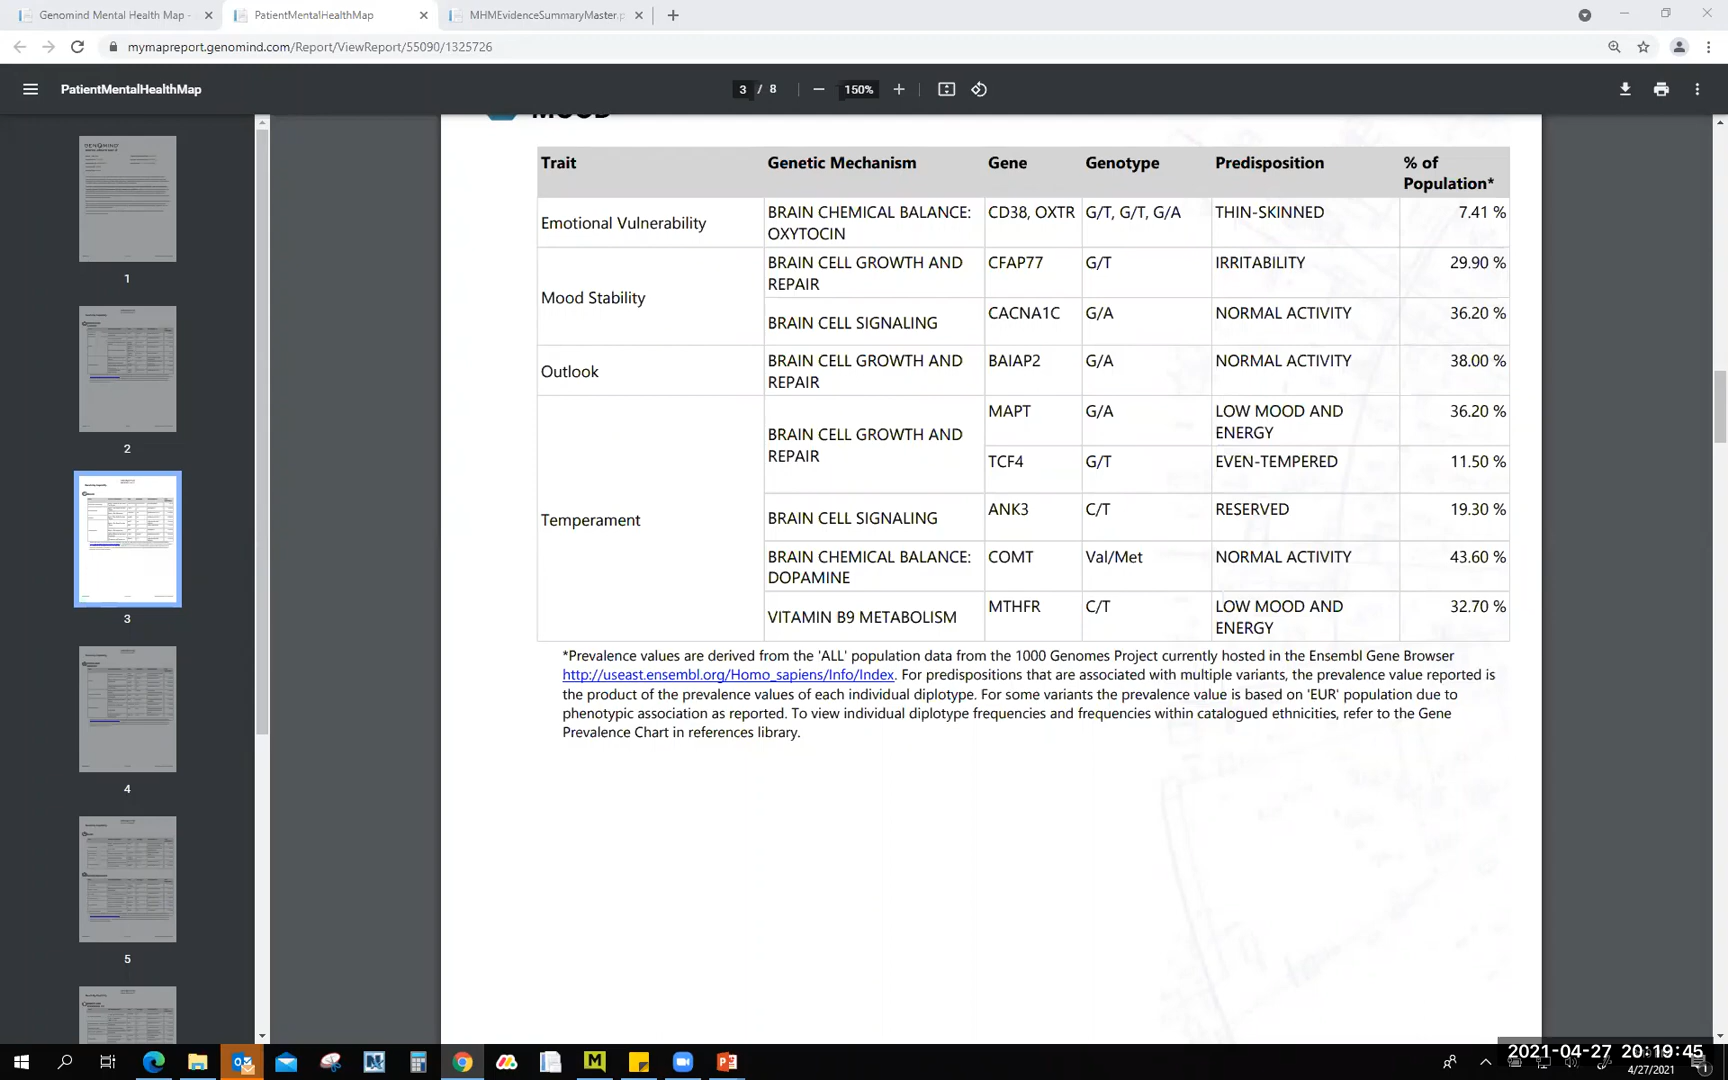 Genomind Mental Health Map -
PatientMentalHealthMap
MHMEvidenceSummaryMaster.p
mymapreport.genomind.com/Report/ViewReport/55090/1325726
PatientMentalHealthMap
3 / 8
150%
MOOD
Trait Genetic Mechanism Gene Genotype Predisposition % of
Population*
Emotional Vulnerability BRAIN CHEMICAL BALANCE: CD38, OXTR G/T, G/T, G/A THIN-SKINNED 7.41 %
OXYTOCIN
Mood Stability BRAIN CELL GROWTH AND CFAP77 G/T IRRITABILITY 29.90 %
REPAIR
BRAIN CELL SIGNALING CACNA1C G/A NORMAL ACTIVITY 36.20 %
Outlook BRAIN CELL GROWTH AND BAIAP2 G/A NORMAL ACTIVITY 38.00 %
REPAIR
Temperament BRAIN CELL GROWTH AND MAPT G/A LOW MOOD AND 36.20 %
REPAIR ENERGY
TCF4 G/T EVEN-TEMPERED 11.50 %
BRAIN CELL SIGNALING ANK3 C/T RESERVED 19.30 %
BRAIN CHEMICAL BALANCE: COMT Val/Met NORMAL ACTIVITY 43.60 %
DOPAMINE
VITAMIN B9 METABOLISM MTHFR C/T LOW MOOD AND 32.70 %
ENERGY
*Prevalence values are derived from the 'ALL' population data from the 1000 Genomes Project currently hosted in the Ensembl Gene Browser
http://useast.ensembl.org/Homo_sapiens/Info/Index. For predispositions that are associated with multiple variants, the prevalence value reported is
the product of the prevalence values of each individual diplotype. For some variants the prevalence value is based on 'EUR' population due to
phenotypic association as reported. To view individual diplotype frequencies and frequencies within catalogued ethnicities, refer to the Gene
Prevalence Chart in references library.
1
2
3
4
5
2021-04-27 20:19:45
4/27/2021